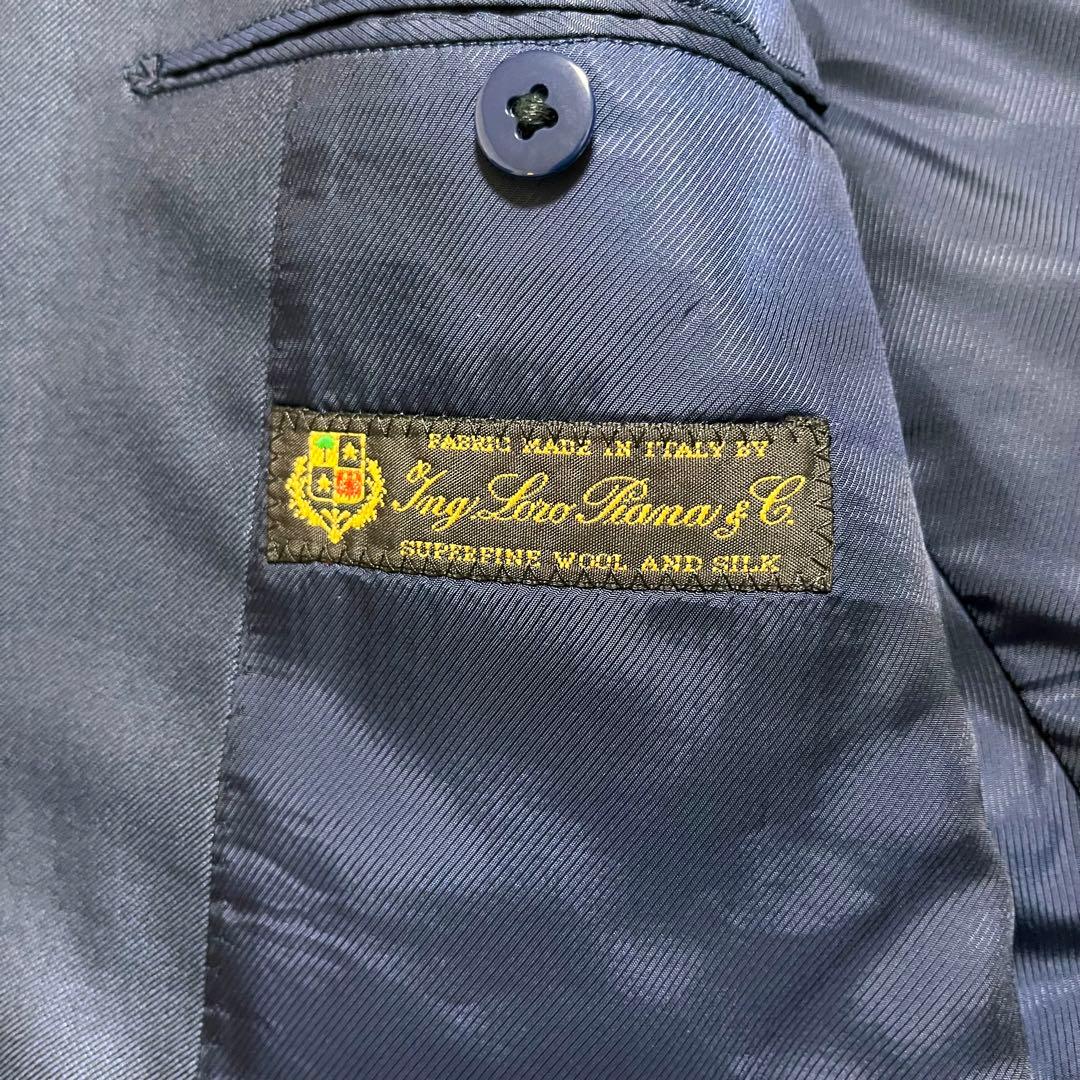 FABRIC MADE IN ITALY BY
Ing Loro Piana & C.
SUPERFINE WOOL AND SILK